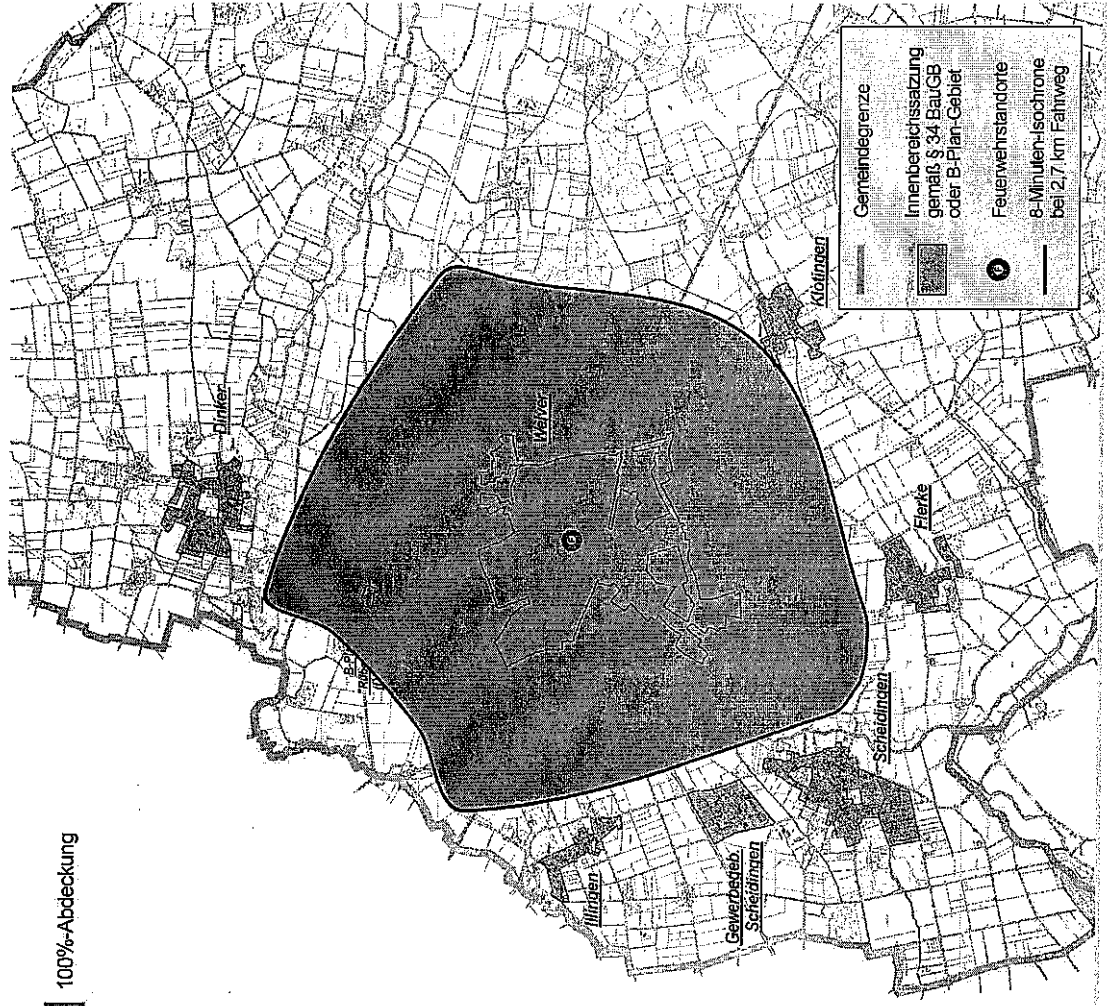 100%-Abdeckung
Dinker
Welver
Klotingen
Flerke
Scheidingen
Gewerbegeb.
Scheidingen
Illingen
Gemeindegrenze
Innenbereichssatzung
gemäß § 34 BauGB
oder B-Plan-Gebiet
Feuerwehrstandorte
8-Minuten-Isochrone
bei 2,7 km Fahrweg